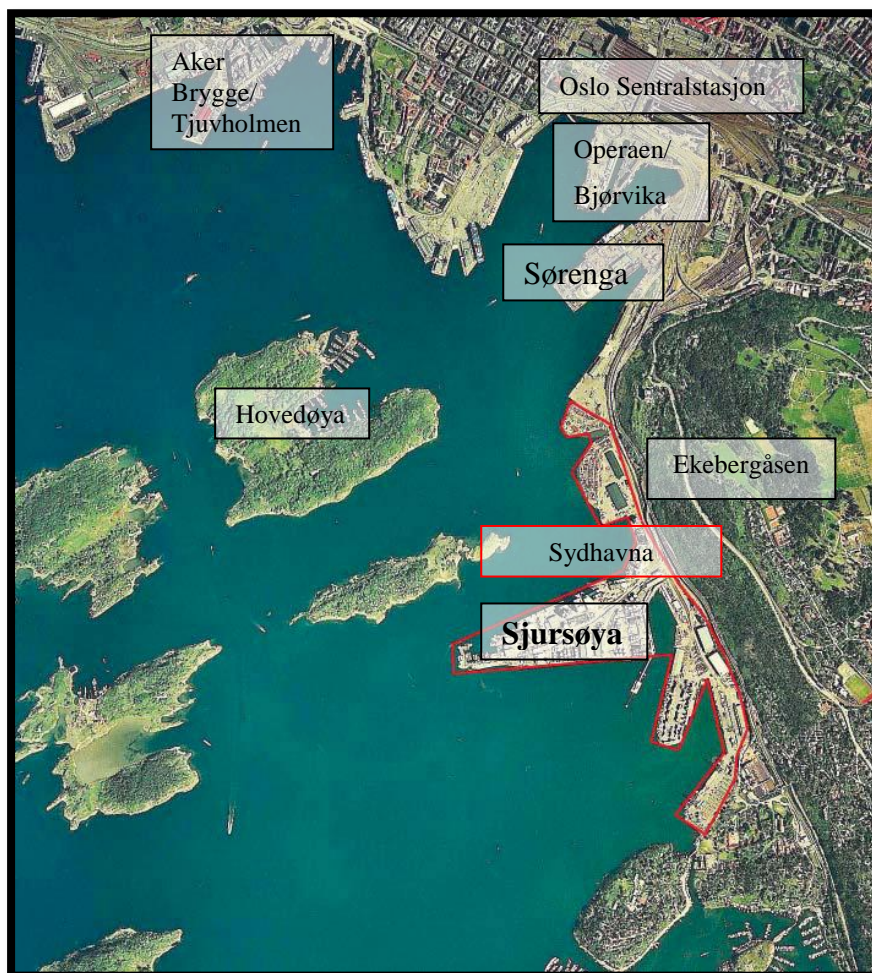 Aker
Brygge/
Tjuvholmen
Oslo Sentralstasjon
Operaen/
Bjørvika
Sørenga
Hovedøya
Ekebergåsen
Sydhavna
Sjursøya